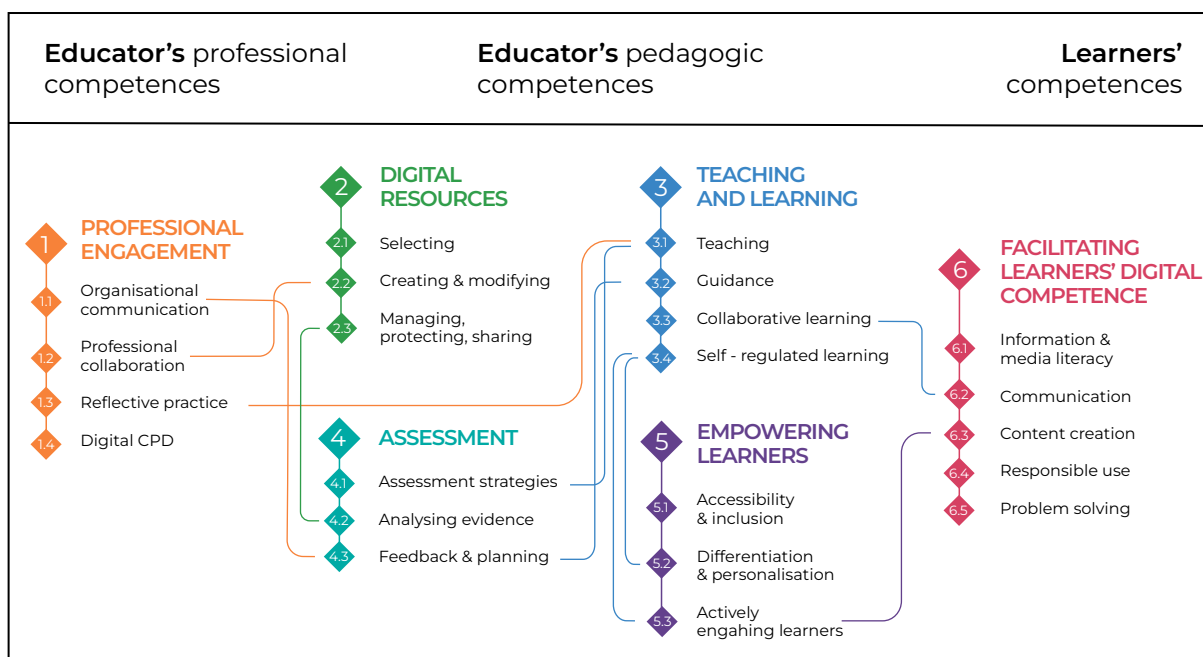 Educator's professional
competences
Educator's pedagogic
competences
Learners'
competences
1
PROFESSIONAL
ENGAGEMENT
1.1
Organisational
communication
1.2
Professional
collaboration
1.3
Reflective practice
1.4
Digital CPD
2
DIGITAL
RESOURCES
2.1
Selecting
2.2
Creating & modifying
2.3
Managing,
protecting, sharing
4
ASSESSMENT
4.1
Assessment strategies
4.2
Analysing evidence
4.3
Feedback & planning
3
TEACHING
AND LEARNING
3.1
Teaching
3.2
Guidance
3.3
Collaborative learning
3.4
Self - regulated learning
5
EMPOWERING
LEARNERS
5.1
Accessibility
& inclusion
5.2
Differentiation
& personalisation
5.3
Actively
engahing learners
6
FACILITATING
LEARNERS' DIGITAL
COMPETENCE
6.1
Information &
media literacy
6.2
Communication
6.3
Content creation
6.4
Responsible use
6.5
Problem solving